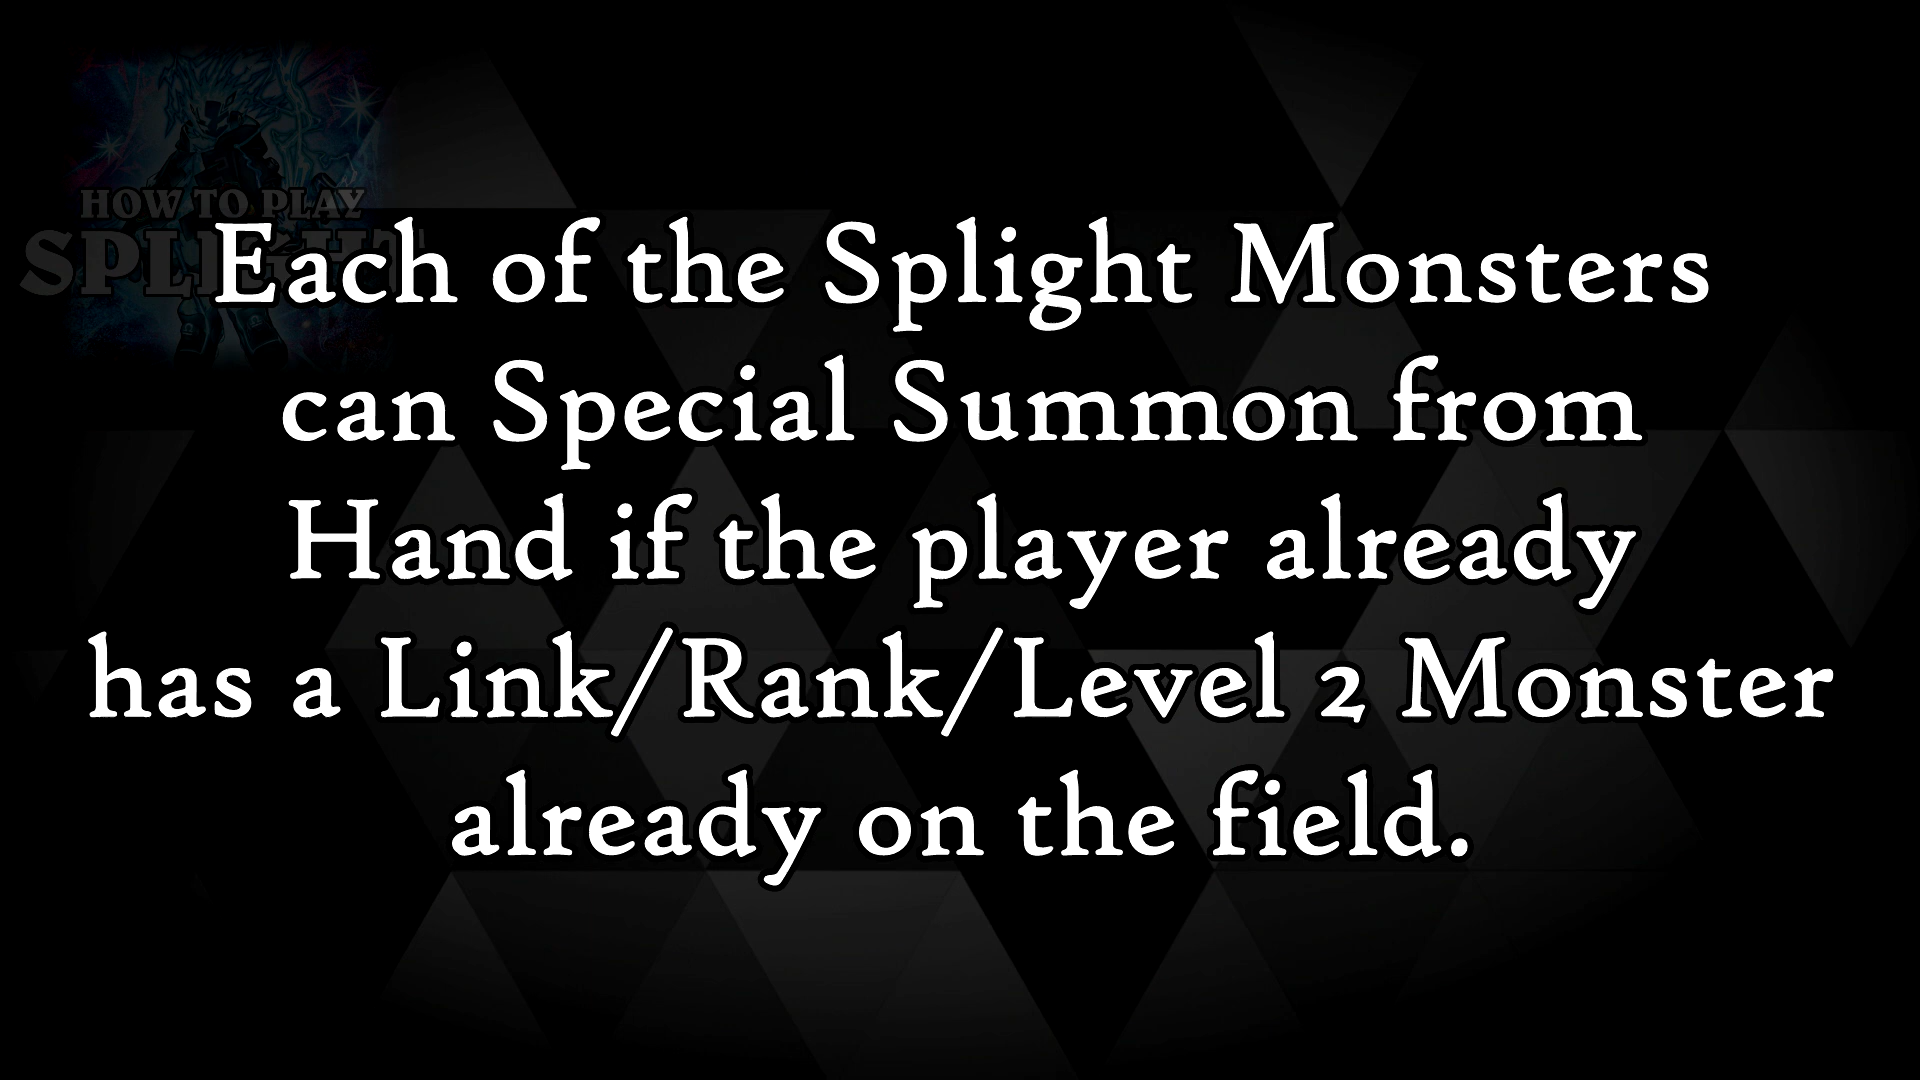 HOW TO PLAY
SPLIGHT
Each of the Splight Monsters
can Special Summon from
Hand if the player already
has a Link/Rank/Level 2 Monster
already on the field.